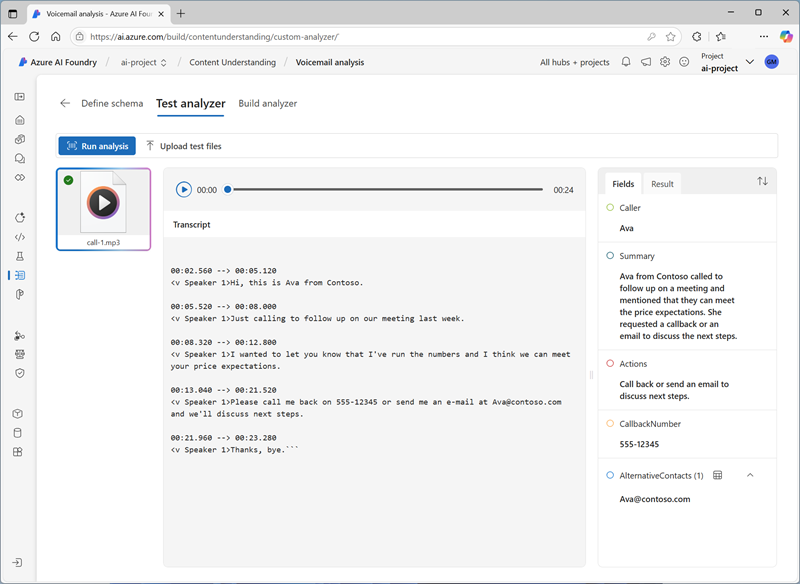 Voicemail analysis - Azure AI Foun
https://ai.azure.com/build/contentunderstanding/custom-analyzer/
Azure AI Foundry / ai-project / Content Understanding / Voicemail analysis
All hubs + projects
Project
ai-project
GM
Define schema Test analyzer Build analyzer
Run analysis
Upload test files
call-1.mp3
00:00
00:24
Transcript
00:02.560 --> 00:05.120
<v Speaker 1>Hi, this is Ava from Contoso.
00:05.520 --> 00:08.000
<v Speaker 1>Just calling to follow up on our meeting last week.
00:08.320 --> 00:12.800
<v Speaker 1>I wanted to let you know that I've run the numbers and I think we can meet
your price expectations.
00:13.040 --> 00:21.520
<v Speaker 1>Please call me back on 555-12345 or send me an e-mail at Ava@contoso.com
and we'll discuss next steps.
00:21.960 --> 00:23.280
<v Speaker 1>Thanks, bye.```
Fields Result
Caller
Ava
Summary
Ava from Contoso called to
follow up on a meeting and
mentioned that they can meet
the price expectations. She
requested a callback or an
email to discuss the next steps.
Actions
Call back or send an email to
discuss next steps.
CallbackNumber
555-12345
AlternativeContacts (1)
Ava@contoso.com